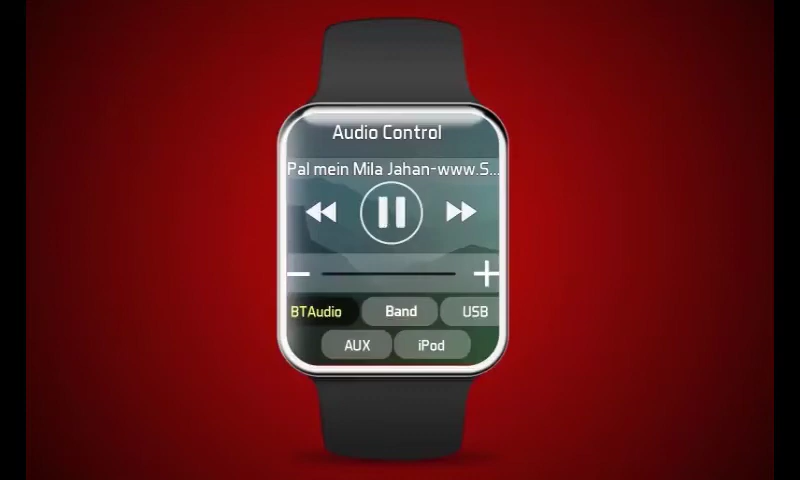 Audio Control
Pal mein Mila Jahan-www.S...
BTAudio Band USB
AUX iPod